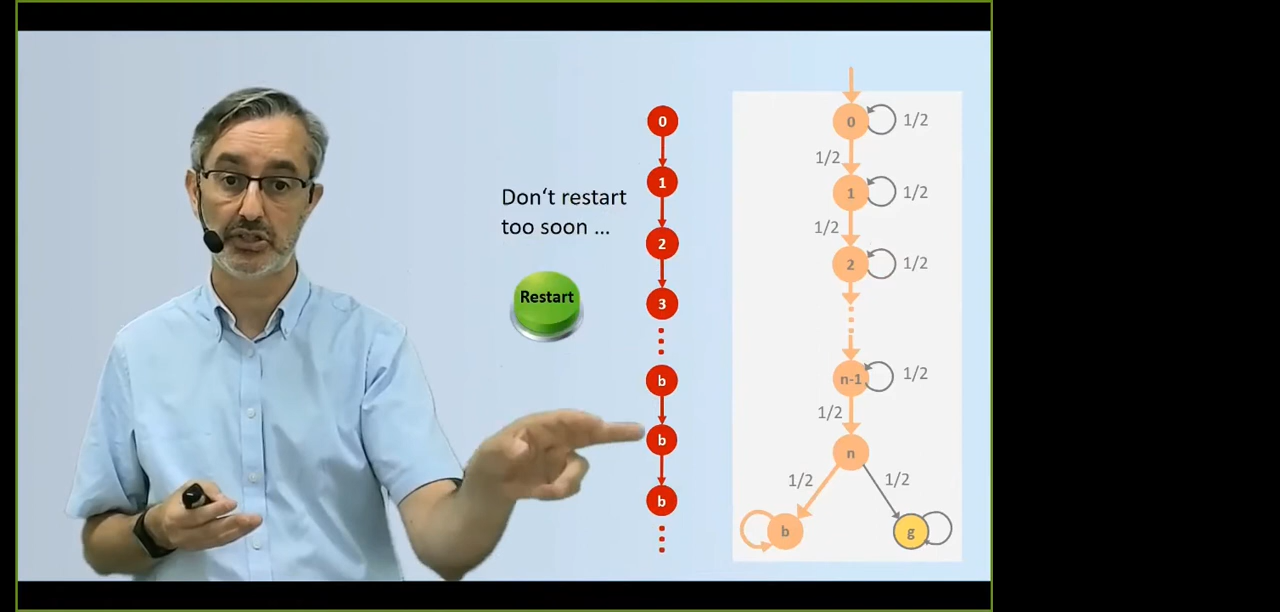 Don't restart
too soon ...
Restart
0
1
2
3
b
b
b
0
1/2
1/2
1
1/2
1/2
2
1/2
n-1
1/2
1/2
n
1/2
1/2
b
g